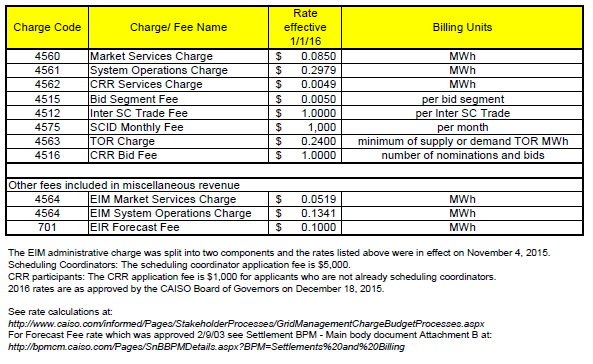 Charge Code Charge/ Fee Name Rate effective 1/1/16 Billing Units
4560 Market Services Charge $ 0.0850 MWh
4561 System Operations Charge $ 0.2979 MWh
4562 CRR Services Charge $ 0.0049 MWh
4515 Bid Segment Fee $ 0.0050 per bid segment
4512 Inter SC Trade Fee $ 1.0000 per Inter SC Trade
4575 SCID Monthly Fee $ 1,000 per month
4563 TOR Charge $ 0.2400 minimum of supply or demand TOR MWh
4516 CRR Bid Fee $ 1.0000 number of nominations and bids
Other fees included in miscellaneous revenue
4564 EIM Market Services Charge $ 0.0519 MWh
4564 EIM System Operations Charge $ 0.1341 MWh
701 EIR Forecast Fee $ 0.1000 MWh
The EIM administrative charge was split into two components and the rates listed above were in effect on November 4, 2015.
Scheduling Coordinators: The scheduling coordinator application fee is $5,000.
CRR participants: The CRR application fee is $1,000 for applicants who are not already scheduling coordinators.
2016 rates are as approved by the CAISO Board of Governors on December 18, 2015.
See rate calculations at:
http://www.caiso.com/informed/Pages/StakeholderProcesses/GridManagementChargeBudgetProcesses.aspx
For Forecast Fee rate which was approved 2/9/03 see Settlement BPM - Main body document Attachment B at:
http://bpmcm.caiso.com/Pages/SnBBPMDetails.aspx?BPM=Settlements%20and%20Billing